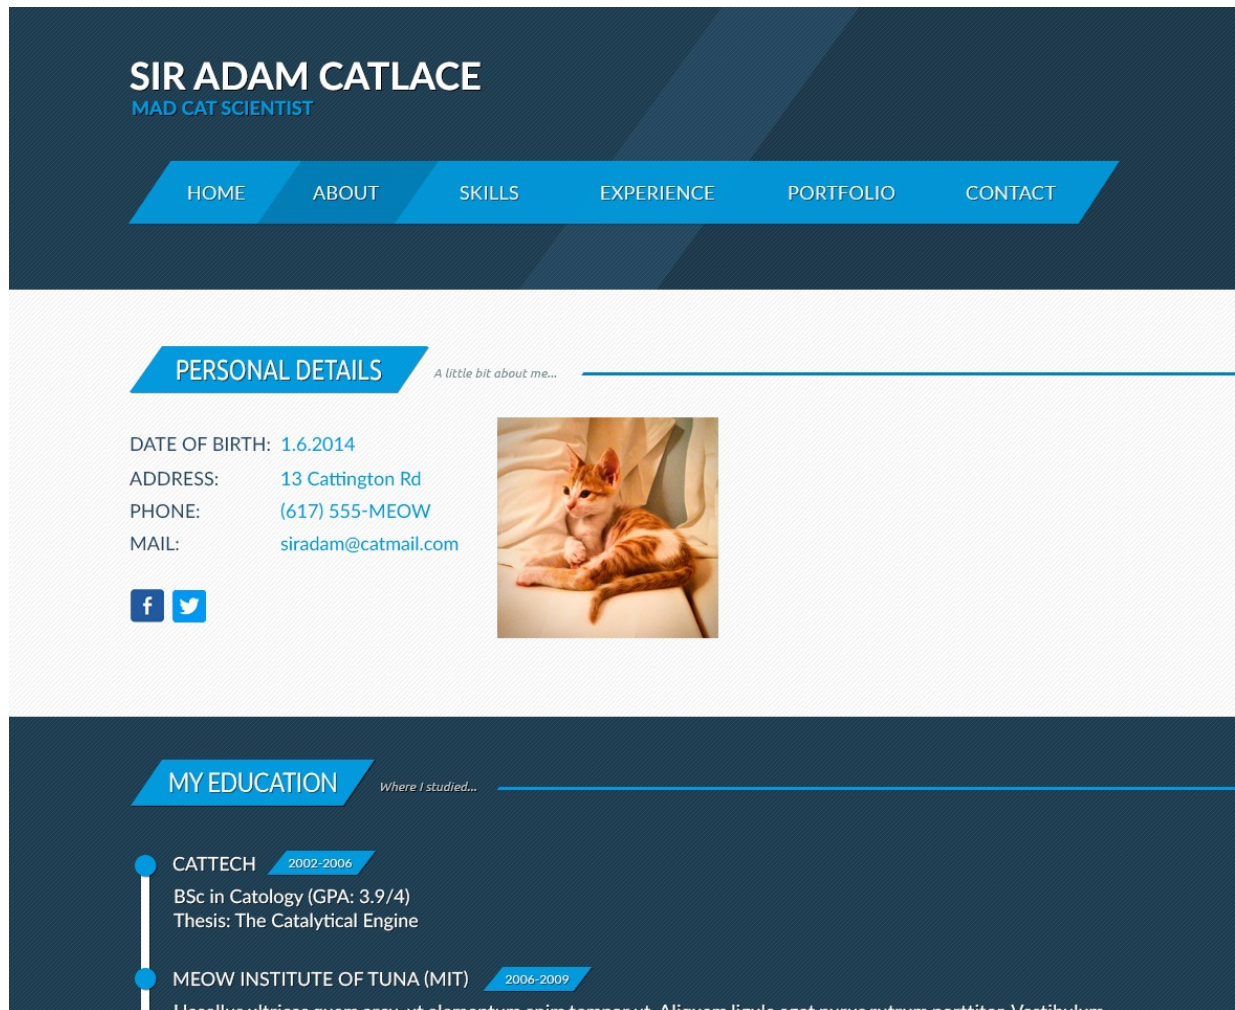 SIR ADAM CATLACE
MAD CAT SCIENTIST
HOME ABOUT SKILLS EXPERIENCE PORTFOLIO CONTACT
PERSONAL DETAILS A little bit about me...
DATE OF BIRTH: 1.6.2014
ADDRESS: 13 Cattington Rd
PHONE: (617) 555-MEOW
MAIL: siradam@catmail.com
MY EDUCATION Where I studied...
CATTECH 2002-2006
BSc in Catology (GPA: 3.9/4)
Thesis: The Catalytical Engine
MEOW INSTITUTE OF TUNA (MIT) 2006-2009